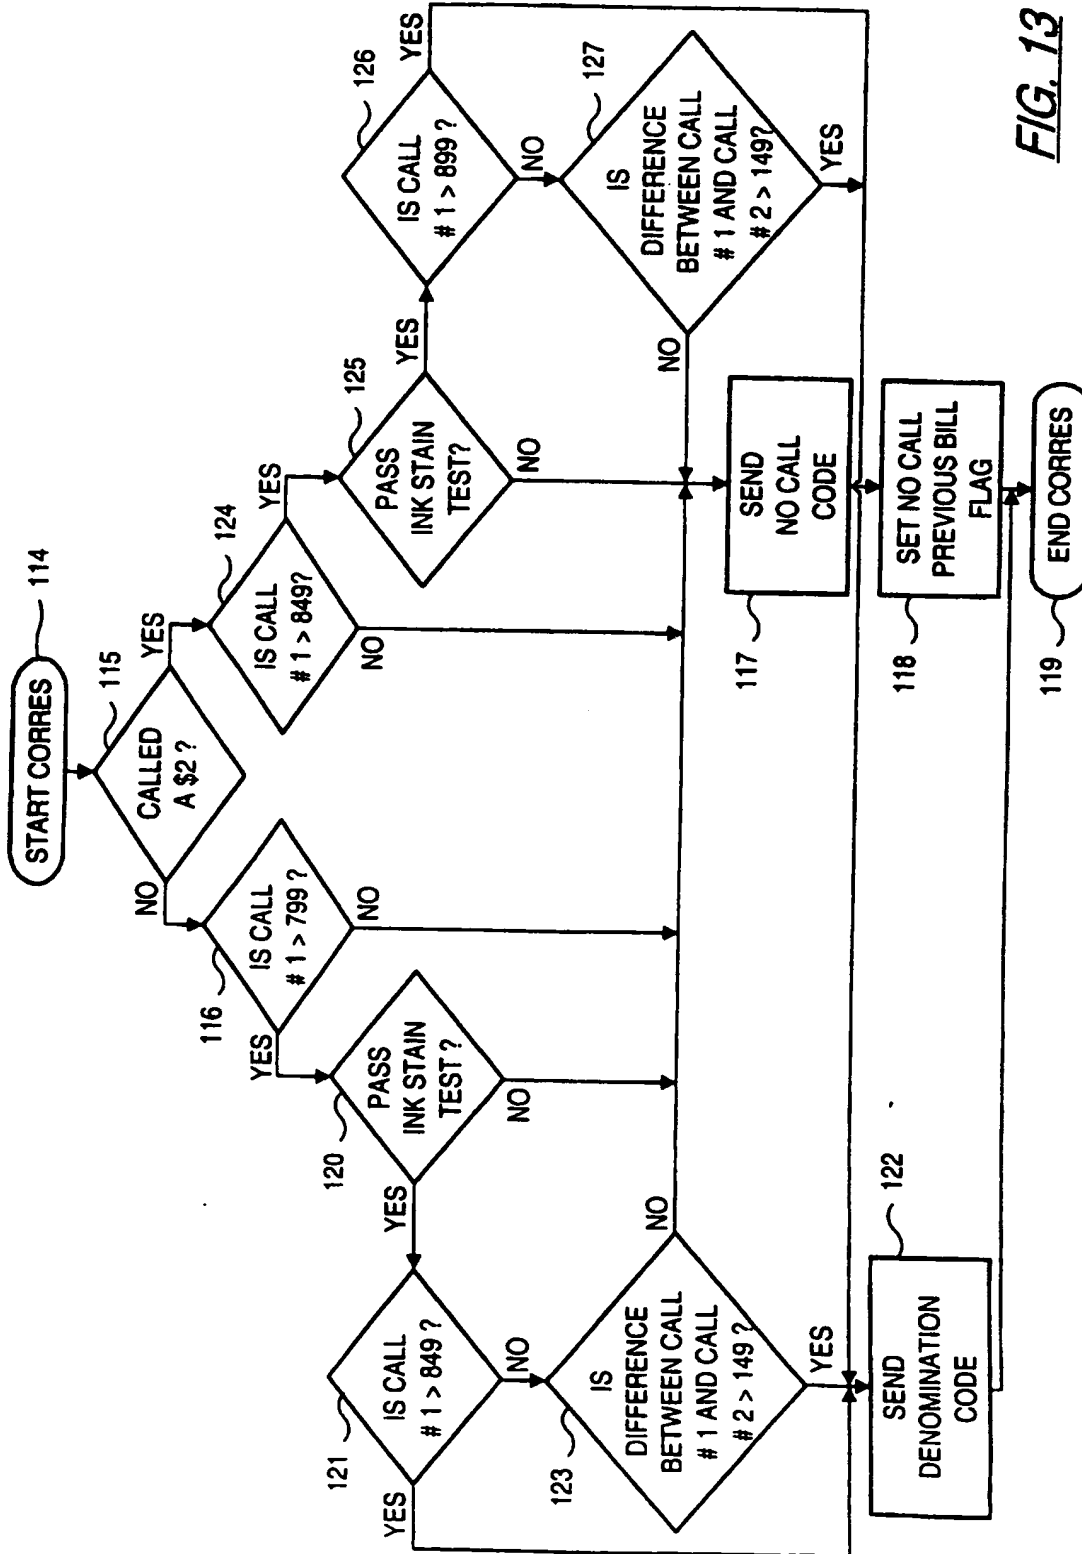 START CORRES
114
CALLED
A $2 ?
115
NO
YES
IS CALL
# 1 > 799 ?
116
YES
NO
IS CALL
# 1 > 849?
124
YES
NO
PASS
INK STAIN
TEST ?
120
YES
NO
PASS
INK STAIN
TEST?
125
YES
NO
IS CALL
# 1 > 849 ?
121
YES
NO
IS CALL
# 1 > 899 ?
126
YES
NO
IS
DIFFERENCE
BETWEEN CALL
# 1 AND CALL
# 2 > 149 ?
123
NO
YES
IS
DIFFERENCE
BETWEEN CALL
# 1 AND CALL
# 2 > 149?
127
NO
YES
SEND
NO CALL
CODE
117
SEND
DENOMINATION
CODE
122
SET NO CALL
PREVIOUS BILL
FLAG
118
END CORRES
119
FIG. 13